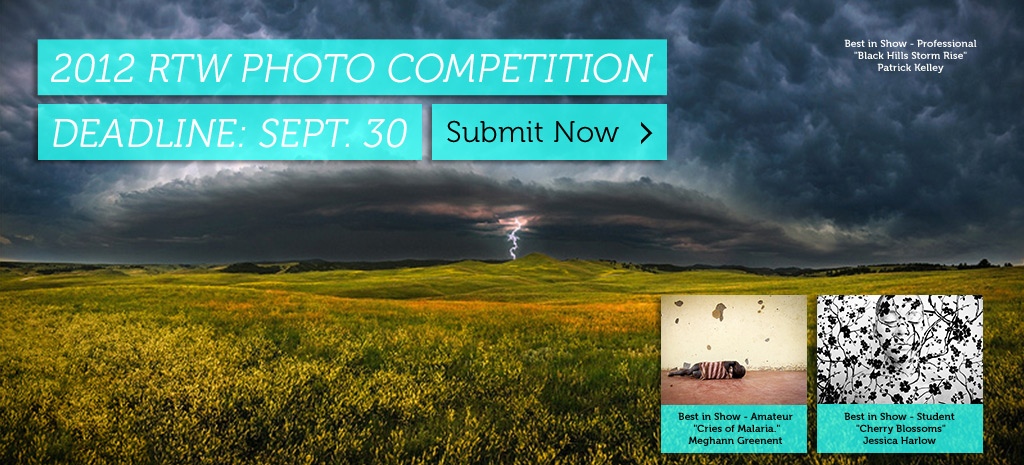 2012 RTW PHOTO COMPETITION
DEADLINE: SEPT. 30
Submit Now >
Best in Show - Professional
"Black Hills Storm Rise"
Patrick Kelley
Best in Show - Amateur
"Cries of Malaria."
Meghann Greenent
Best in Show - Student
"Cherry Blossoms"
Jessica Harlow